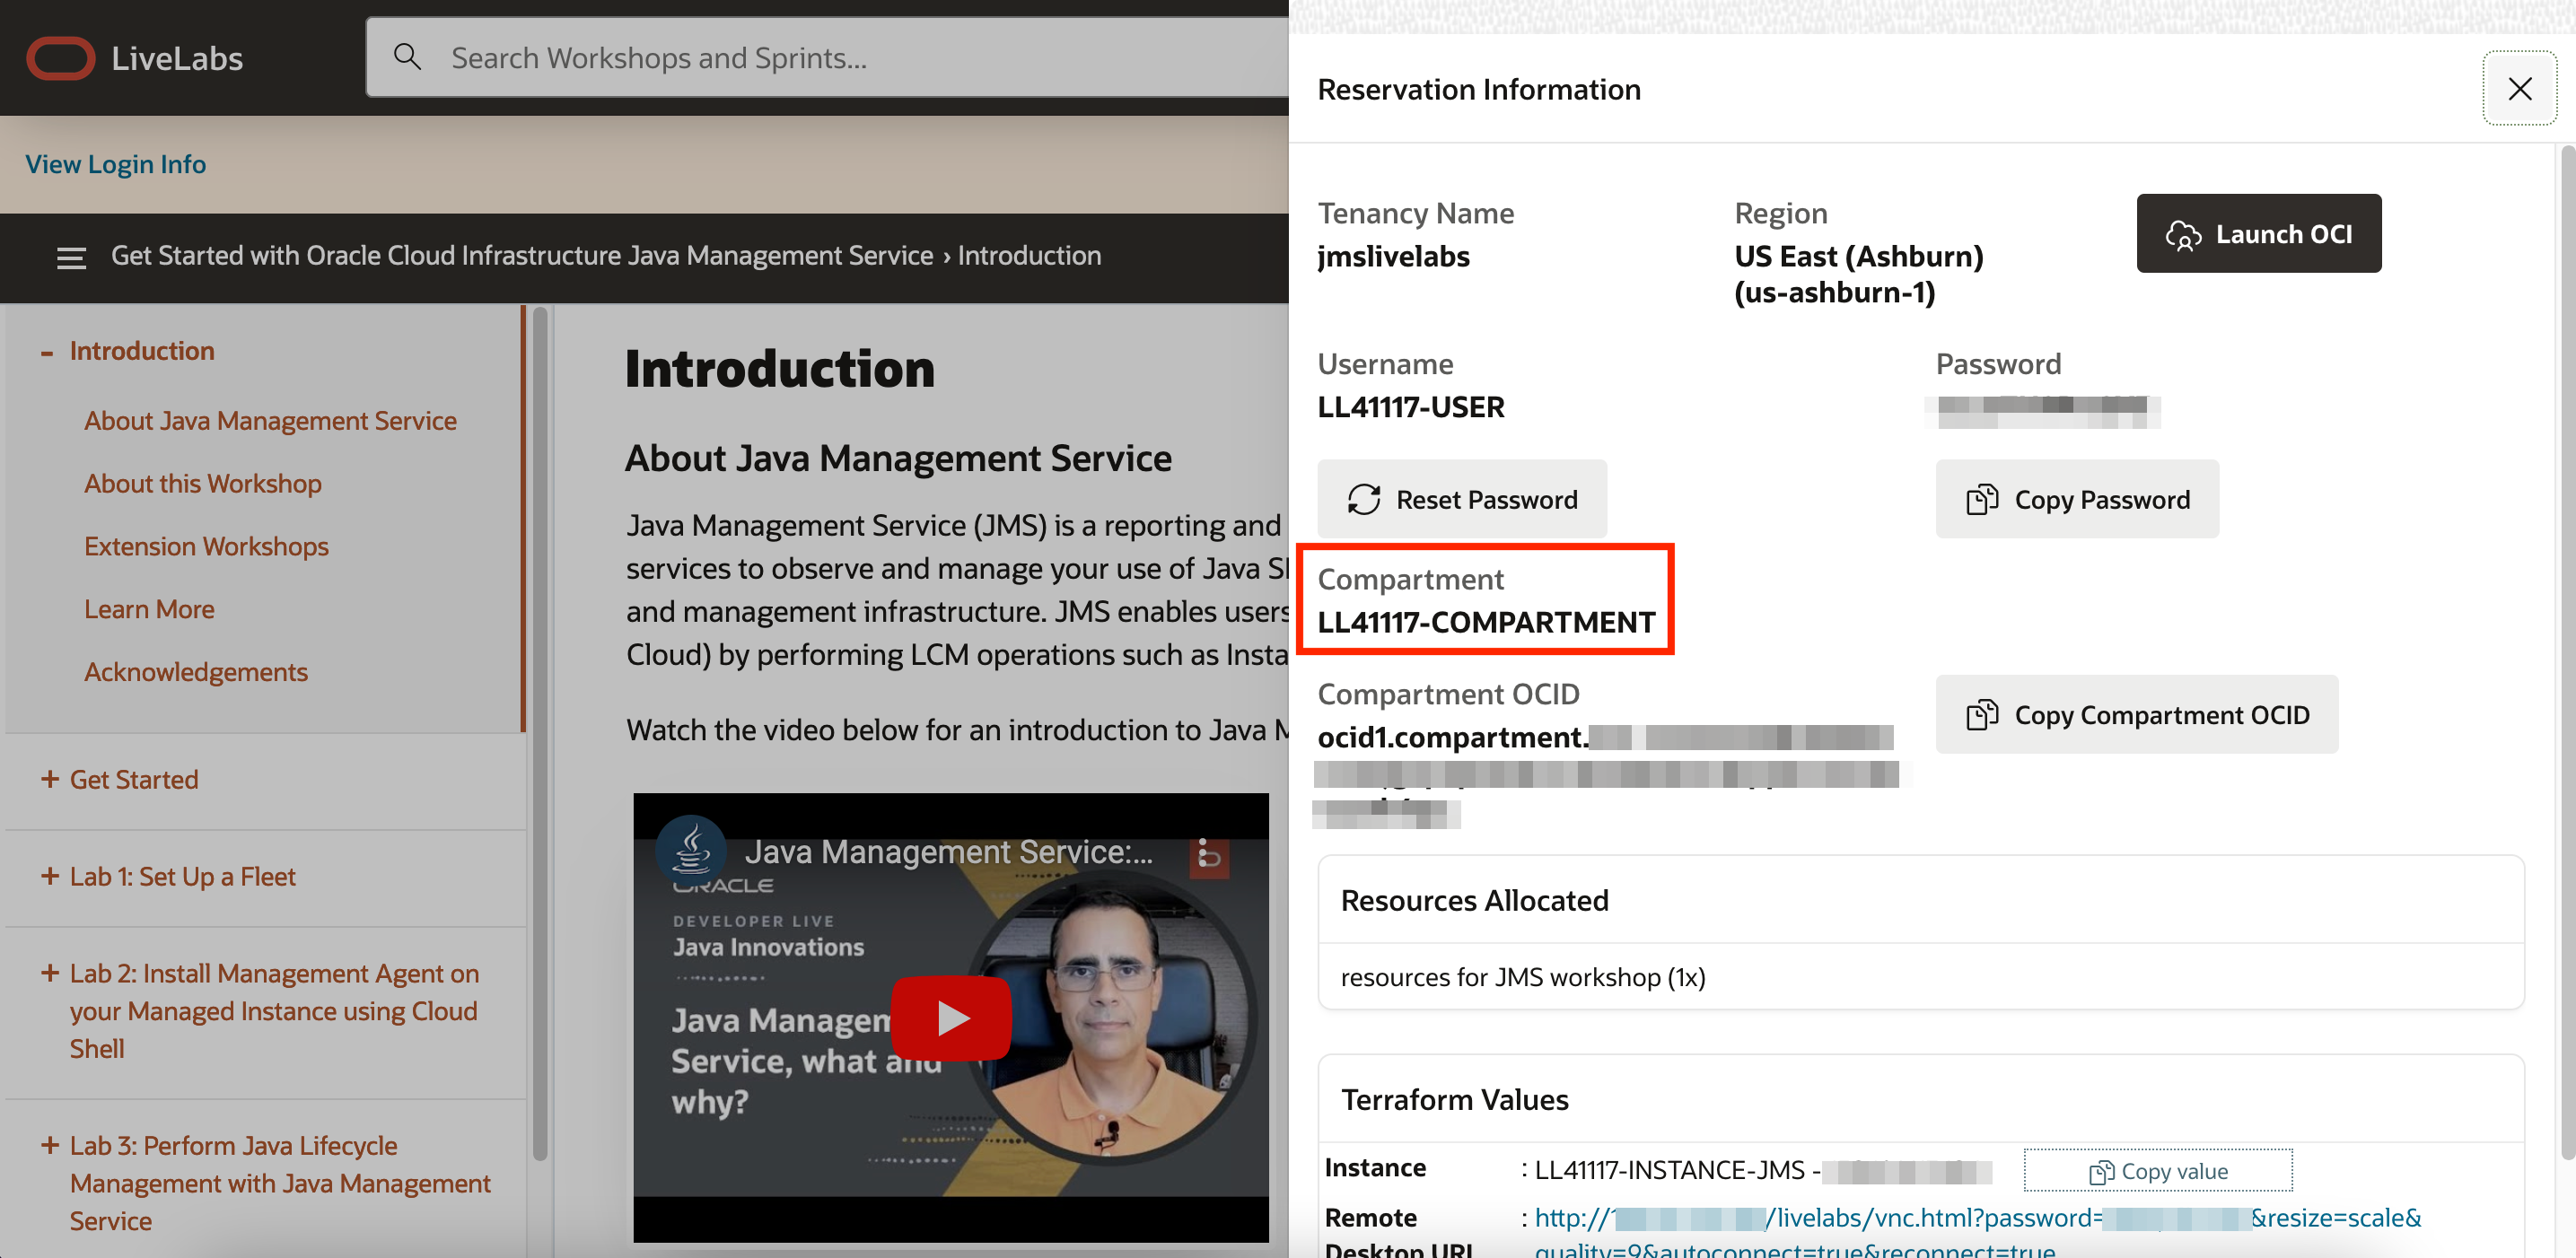 LiveLabs
Search Workshops and Sprints...
View Login Info
Get Started with Oracle Cloud Infrastructure Java Management Service › Introduction
- Introduction
About Java Management Service
About this Workshop
Extension Workshops
Learn More
Acknowledgements
+ Get Started
+ Lab 1: Set Up a Fleet
+ Lab 2: Install Management Agent on
your Managed Instance using Cloud
Shell
+ Lab 3: Perform Java Lifecycle
Management with Java Management
Service
Introduction
About Java Management Service
Java Management Service (JMS) is a reporting and
services to observe and manage your use of Java
and management infrastructure. JMS enables users
Cloud) by performing LCM operations such as
Watch the video below for an introduction to Java
Java Management Service:...
ORACLE
DEVELOPER LIVE
Java Innovations
Java Managem
Service, what and
why?
Reservation Information
Tenancy Name
jmslivelabs
Region
US East (Ashburn)
(us-ashburn-1)
Launch OCI
Username
LL41117-USER
Password
Reset Password
Copy Password
Compartment
LL41117-COMPARTMENT
Compartment OCID
ocid1.compartment.
Copy Compartment OCID
Resources Allocated
resources for JMS workshop (1x)
Terraform Values
Instance : LL41117-INSTANCE-JMS - Copy value
Remote : http:// /livelabs/vnc.html?password= &resize=scale&
Desktop URL quality=9&autoconnect=true&reconnect=true